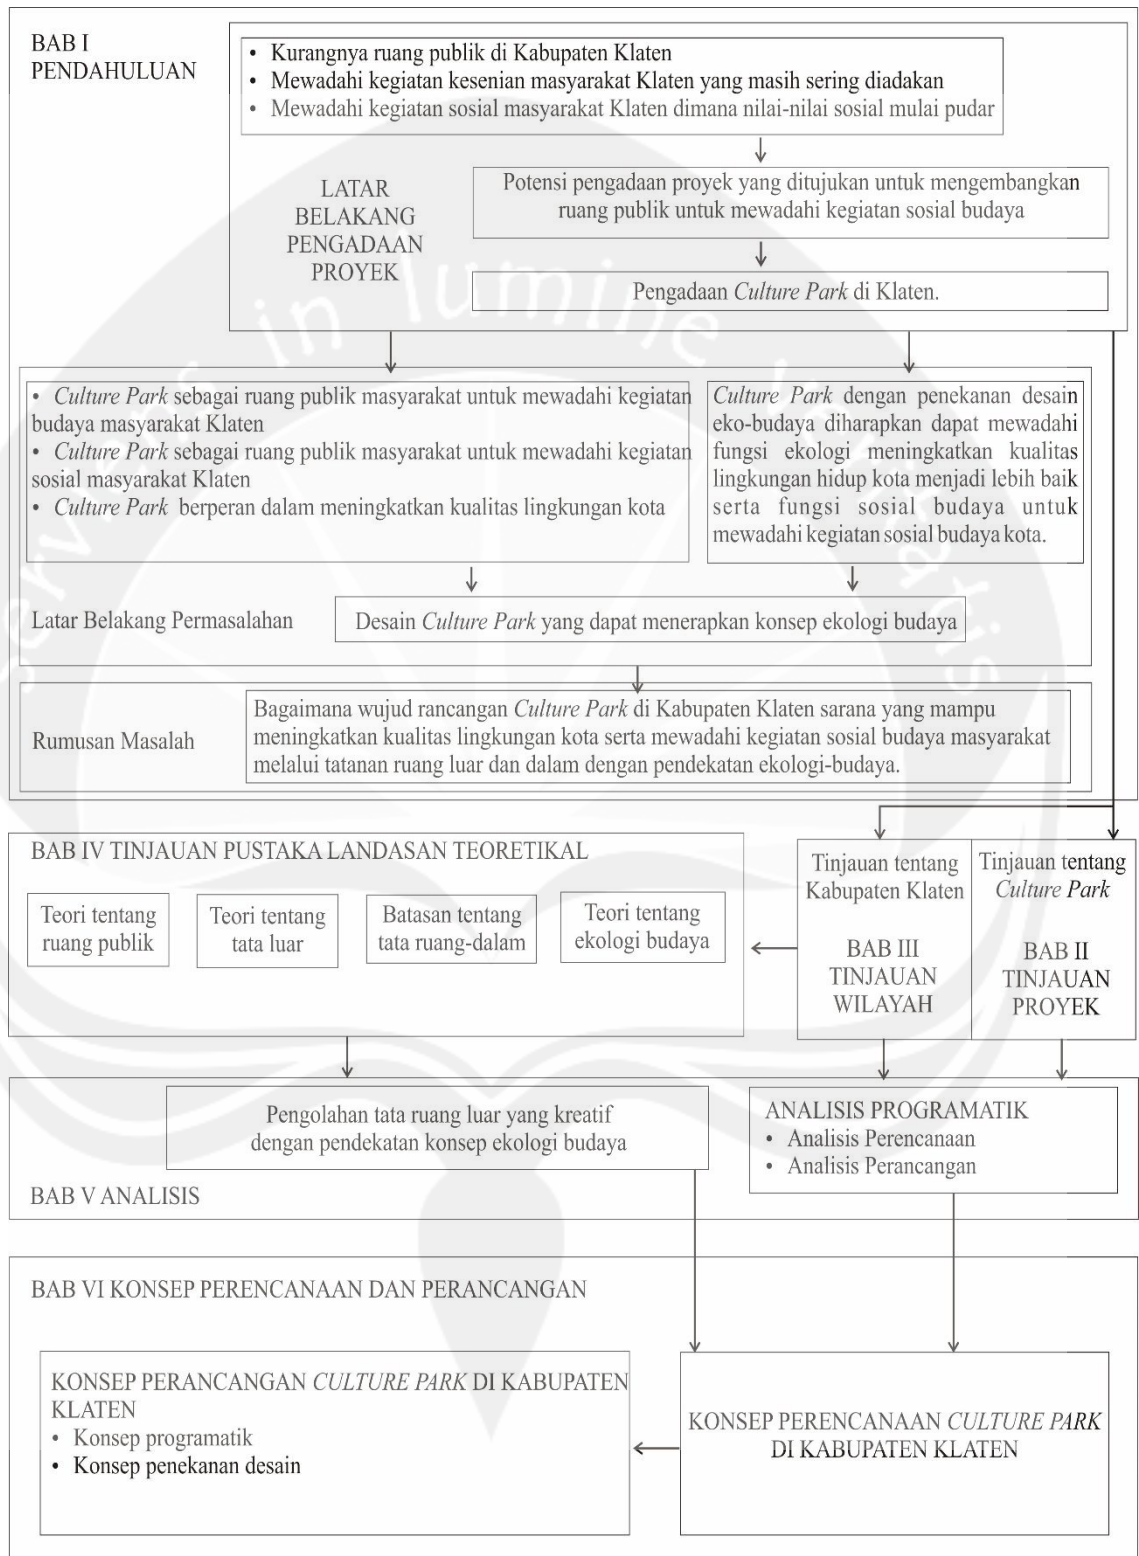 BAB I
PENDAHULUAN
• Kurangnya ruang publik di Kabupaten Klaten
• Mewadahi kegiatan kesenian masyarakat Klaten yang masih sering diadakan
• Mewadahi kegiatan sosial masyarakat Klaten dimana nilai-nilai sosial mulai pudar
LATAR
BELAKANG
PENGADAAN
PROYEK
Potensi pengadaan proyek yang ditujukan untuk mengembangkan
ruang publik untuk mewadahi kegiatan sosial budaya
Pengadaan Culture Park di Klaten.
• Culture Park sebagai ruang publik masyarakat untuk mewadahi kegiatan
budaya masyarakat Klaten
• Culture Park sebagai ruang publik masyarakat untuk mewadahi kegiatan
sosial masyarakat Klaten
• Culture Park berperan dalam meningkatkan kualitas lingkungan kota
Culture Park dengan penekanan desain
eko-budaya diharapkan dapat mewadahi
fungsi ekologi meningkatkan kualitas
lingkungan hidup kota menjadi lebih baik
serta fungsi sosial budaya untuk
mewadahi kegiatan sosial budaya kota.
Latar Belakang Permasalahan
Desain Culture Park yang dapat menerapkan konsep ekologi budaya
Rumusan Masalah
Bagaimana wujud rancangan Culture Park di Kabupaten Klaten sarana yang mampu
meningkatkan kualitas lingkungan kota serta mewadahi kegiatan sosial budaya masyarakat
melalui tatanan ruang luar dan dalam dengan pendekatan ekologi-budaya.
BAB IV TINJAUAN PUSTAKA LANDASAN TEORETIKAL
Teori tentang
ruang publik
Teori tentang
tata luar
Batasan tentang
tata ruang-dalam
Teori tentang
ekologi budaya
Tinjauan tentang
Kabupaten Klaten
BAB III
TINJAUAN
WILAYAH
Tinjauan tentang
Culture Park
BAB II
TINJAUAN
PROYEK
Pengolahan tata ruang luar yang kreatif
dengan pendekatan konsep ekologi budaya
ANALISIS PROGRAMATIK
• Analisis Perencanaan
• Analisis Perancangan
BAB V ANALISIS
BAB VI KONSEP PERENCANAAN DAN PERANCANGAN
KONSEP PERANCANGAN CULTURE PARK DI KABUPATEN
KLATEN
• Konsep programatik
• Konsep penekanan desain
KONSEP PERENCANAAN CULTURE PARK
DI KABUPATEN KLATEN
serviens in lumine veritatis